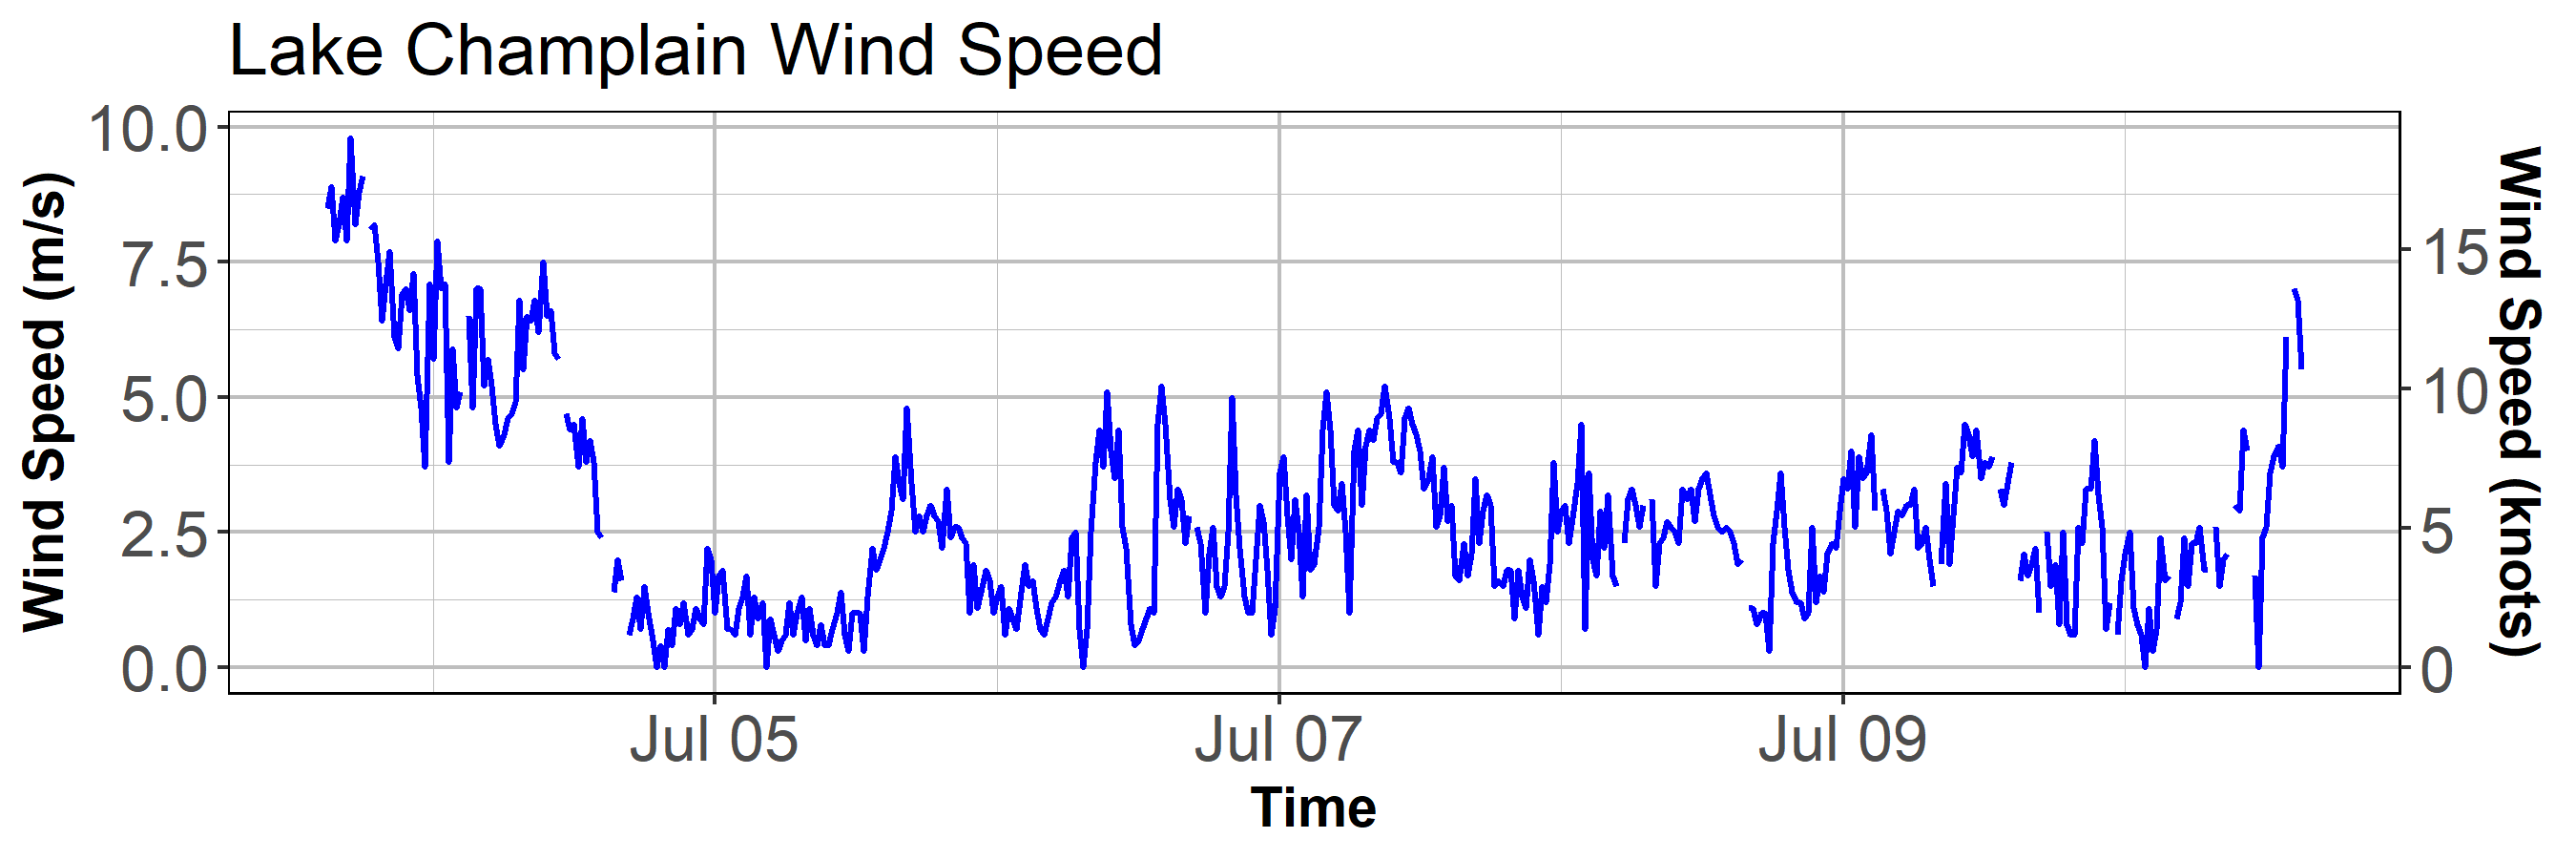 Lake Champlain Wind Speed
Wind Speed (m/s)
10.0
7.5
5.0
2.5
0.0
Wind Speed (knots)
15
10
5
0
Jul 05
Jul 07
Jul 09
Time